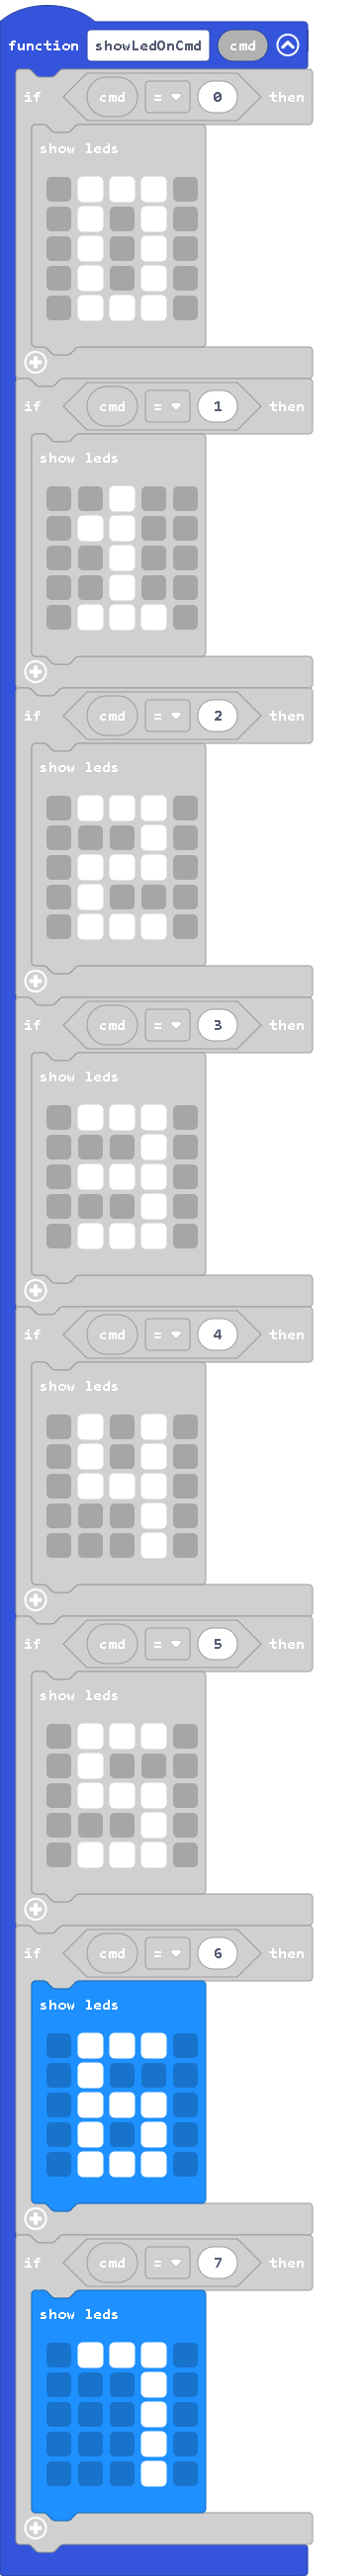 function showLedOnCmd cmd
if cmd = 0 then
show leds
if cmd = 1 then
show leds
if cmd = 2 then
show leds
if cmd = 3 then
show leds
if cmd = 4 then
show leds
if cmd = 5 then
show leds
if cmd = 6 then
show leds
if cmd = 7 then
show leds